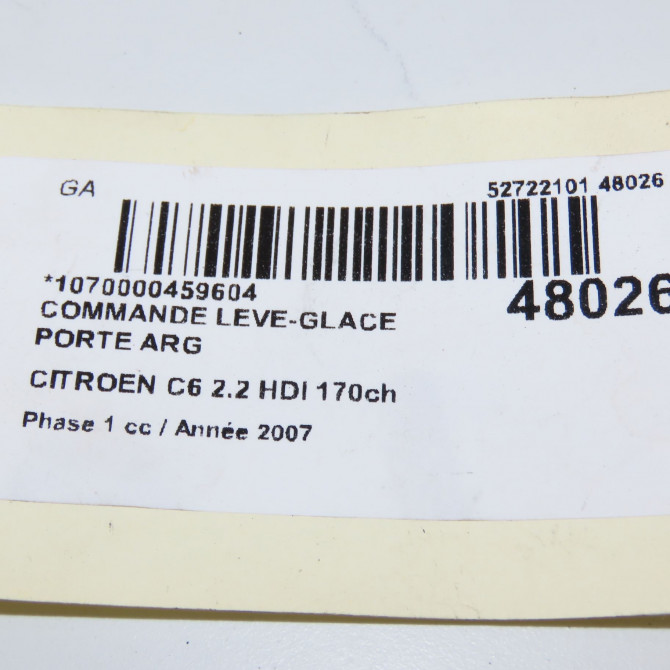 GA 52722101 48026
*1070000459604 48026
COMMANDE LEVE-GLACE
PORTE ARG
CITROEN C6 2.2 HDI 170ch
Phase 1 cc / Année 2007